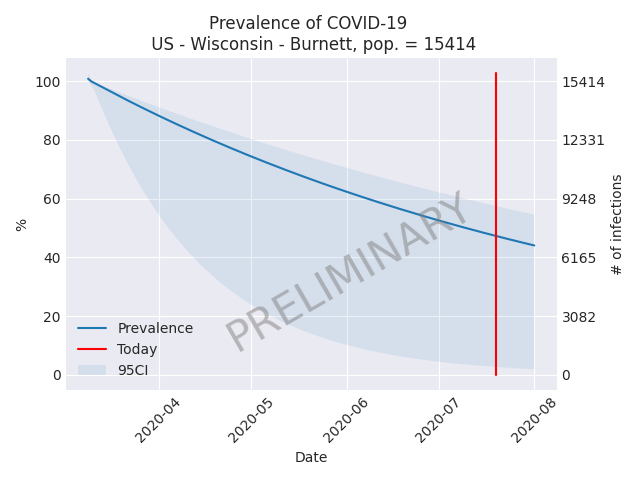 Prevalence of COVID-19
US - Wisconsin - Burnett, pop. = 15414
100
80
60
40
20
0
%
15414
12331
9248
6165
3082
0
# of infections
PRELIMINARY
Prevalence
Today
95CI
2020-04
2020-05
2020-06
2020-07
2020-08
Date